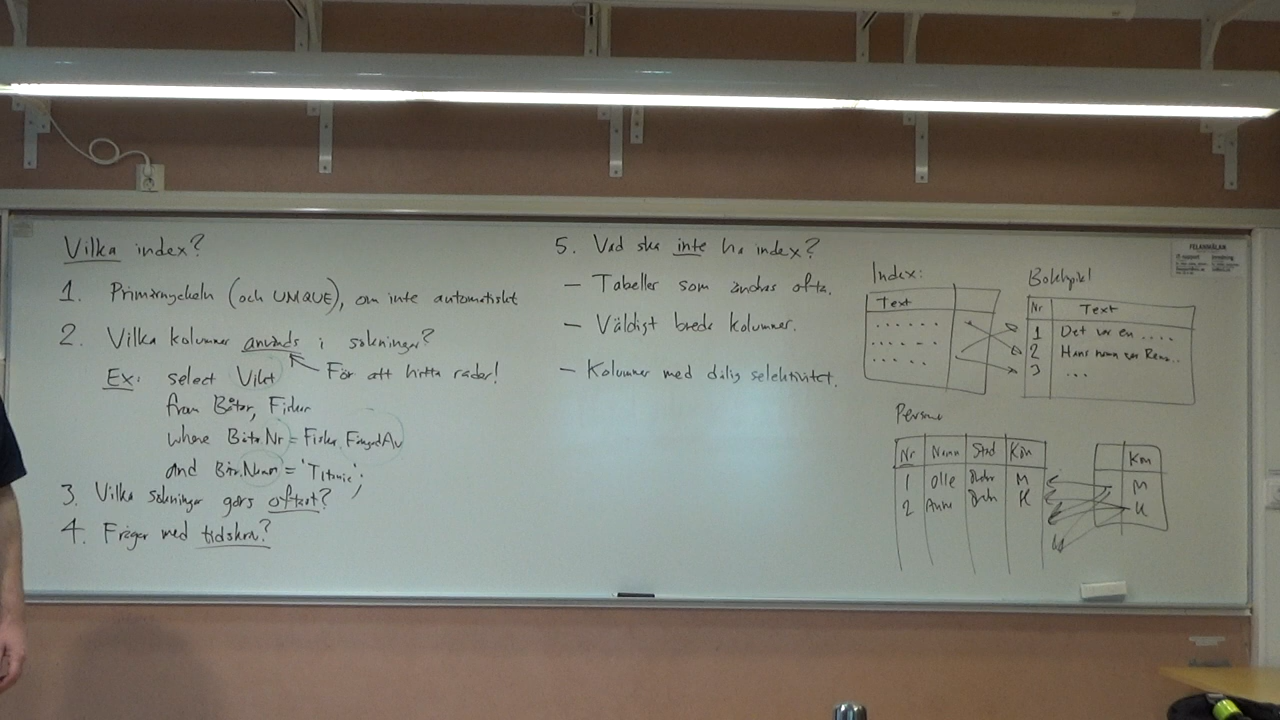 Vilka index?
1. Primärnyckeln (och UNIQUE), om inte automatiskt
2. Vilka kolumner används i sökningar?
För att hitta rader!
Ex: select Vikt
from Båtar, Fiskar
where Båtar.Nr = Fiskar.FångadAv
and Båtar.Namn = 'Titanic';
3. Vilka sökningar görs oftast?
4. Frågor med tidskrav?
5. Vad ska inte ha index?
- Tabeller som ändras ofta.
- Väldigt breda kolumner.
- Kolumner med dålig selektivitet.
Index:
Text
Nr Text
1 Det var en ....
2 Hans namn var
3 ...
Nr Namn Stad Kön
1 Olle M
2 Anna K
Kön
M
K
FELANMÄLAN
IT-support